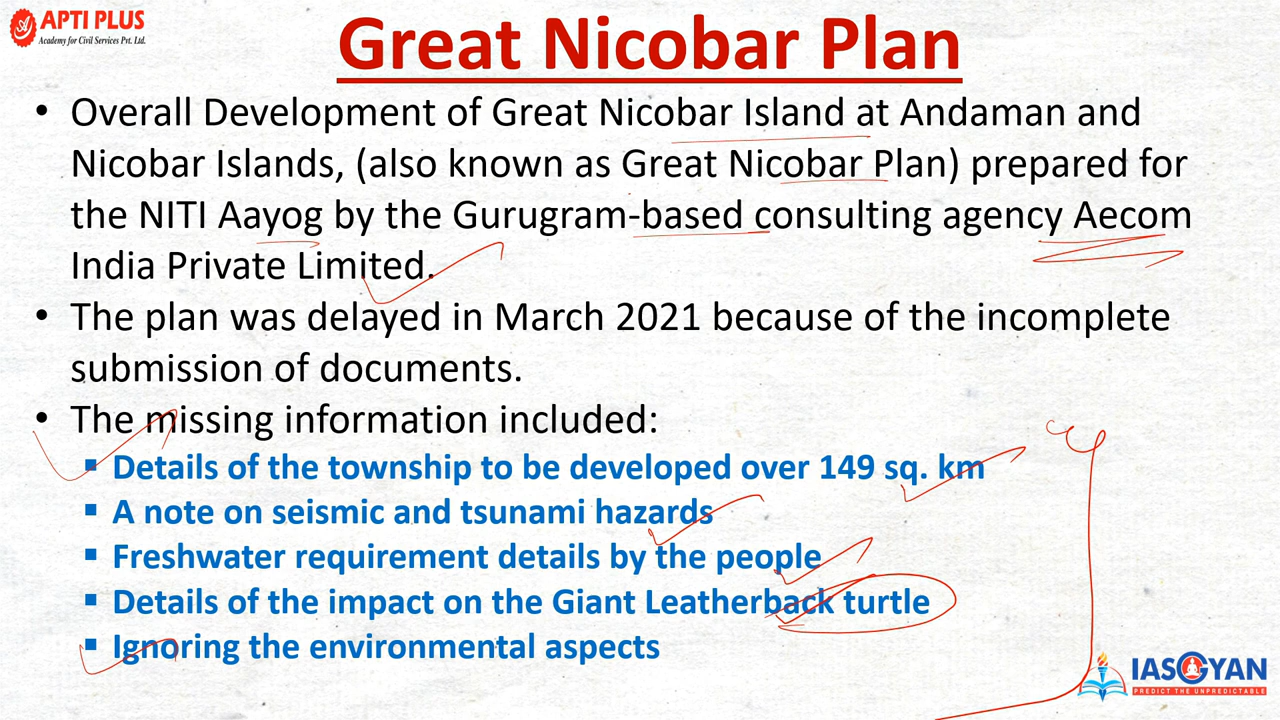 APTI PLUS
Academy for Civil Services Pvt. Ltd.
Great Nicobar Plan
• Overall Development of Great Nicobar Island at Andaman and
Nicobar Islands, (also known as Great Nicobar Plan) prepared for
the NITI Aayog by the Gurugram-based consulting agency Aecom
India Private Limited.
• The plan was delayed in March 2021 because of the incomplete
submission of documents.
• The missing information included:
▪ Details of the township to be developed over 149 sq. km
▪ A note on seismic and tsunami hazards
▪ Freshwater requirement details by the people
▪ Details of the impact on the Giant Leatherback turtle
▪ Ignoring the environmental aspects
IASGYAN
PREDICT THE UNPREDICTABLE